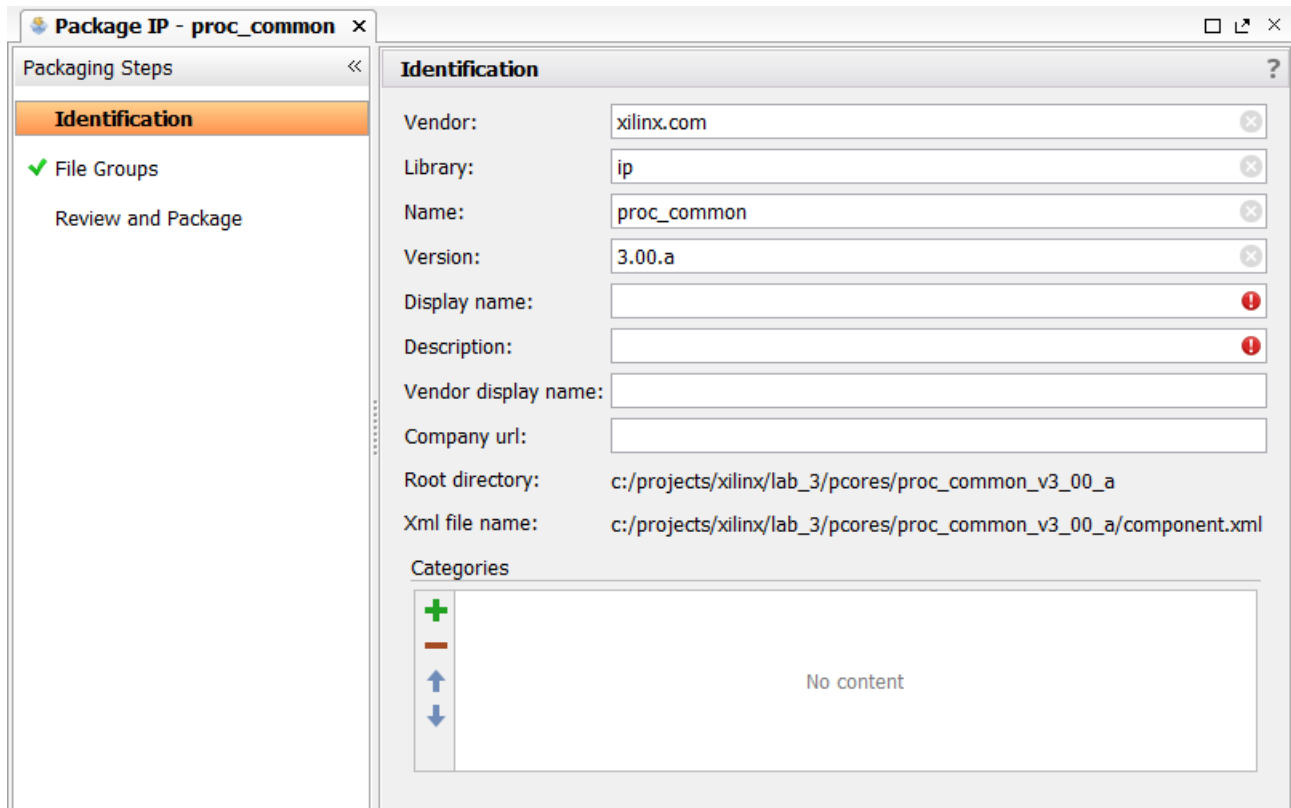 Package IP - proc_common
Packaging Steps
Identification
File Groups
Review and Package
Identification
?
Vendor: xilinx.com
Library: ip
Name: proc_common
Version: 3.00.a
Display name:
Description:
Vendor display name:
Company url:
Root directory: c:/projects/xilinx/lab_3/pcores/proc_common_v3_00_a
Xml file name: c:/projects/xilinx/lab_3/pcores/proc_common_v3_00_a/component.xml
Categories
No content